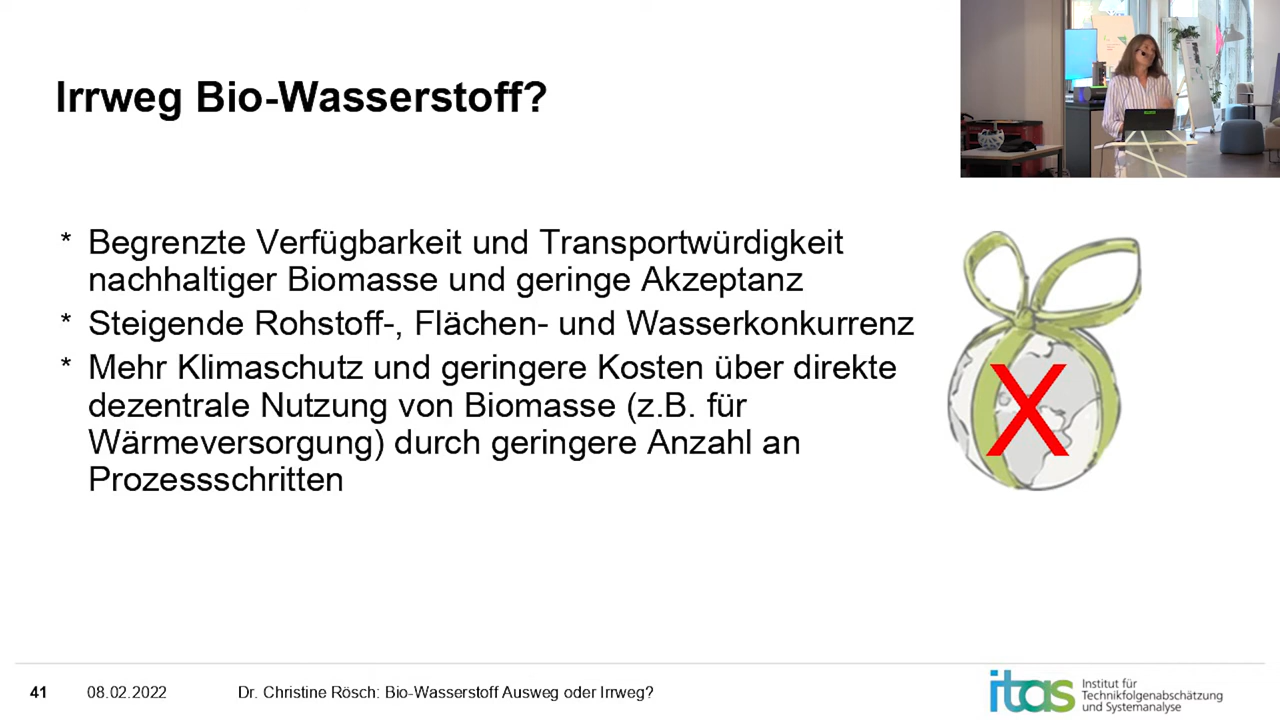 Irrweg Bio-Wasserstoff?
* Begrenzte Verfügbarkeit und Transportwürdigkeit
nachhaltiger Biomasse und geringe Akzeptanz
* Steigende Rohstoff-, Flächen- und Wasserkonkurrenz
* Mehr Klimaschutz und geringere Kosten über direkte
dezentrale Nutzung von Biomasse (z.B. für
Wärmeversorgung) durch geringere Anzahl an
Prozessschritten
X
41 08.02.2022 Dr. Christine Rösch: Bio-Wasserstoff Ausweg oder Irrweg?
itas Institut für
Technikfolgenabschätzung
und Systemanalyse